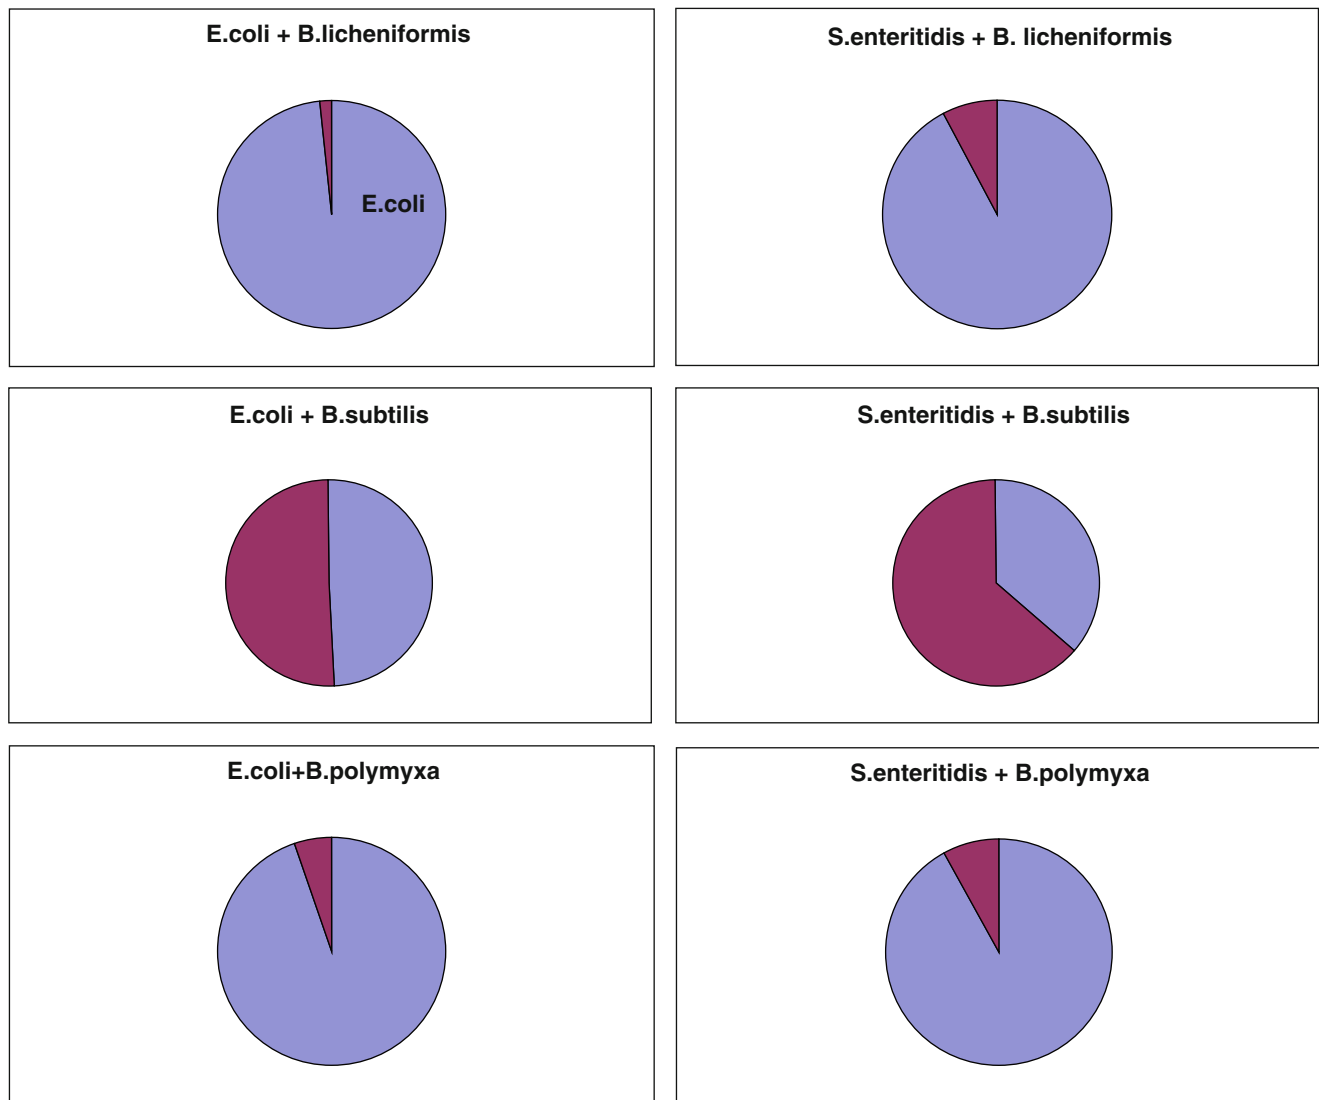 E.coli + B.licheniformis
E.coli
S.enteritidis + B. licheniformis
E.coli + B.subtilis
S.enteritidis + B.subtilis
E.coli+B.polymyxa
S.enteritidis + B.polymyxa